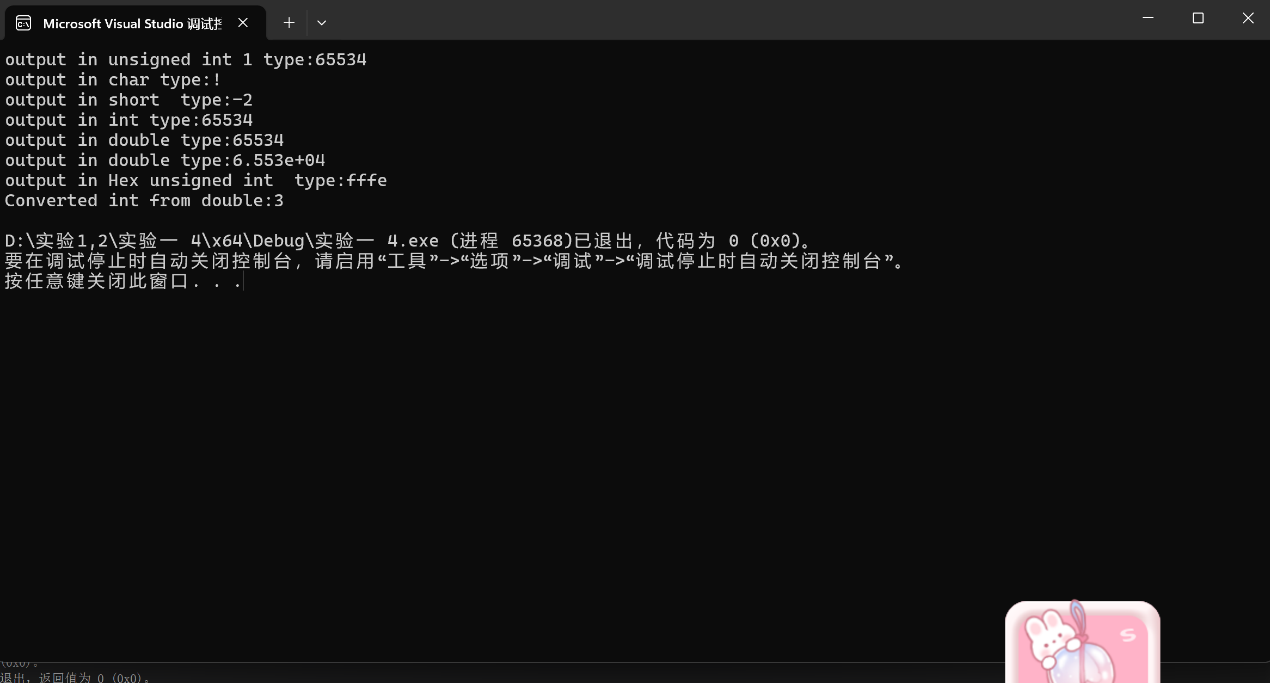 Microsoft Visual Studio 调试
output in unsigned int 1 type:65534
output in char type:!
output in short  type:-2
output in int type:65534
output in double type:65534
output in double type:6.553e+04
output in Hex unsigned int  type:fffe
Converted int from double:3
D:\实验1,2\实验一 4\x64\Debug\实验一 4.exe (进程 65368)已退出，代码为 0 (0x0)。
要在调试停止时自动关闭控制台，请启用“工具”->“选项”->“调试”->“调试停止时自动关闭控制台”。
按任意键关闭此窗口. . .
S
(0x0)。
退出，返回值为 0 (0x0)。